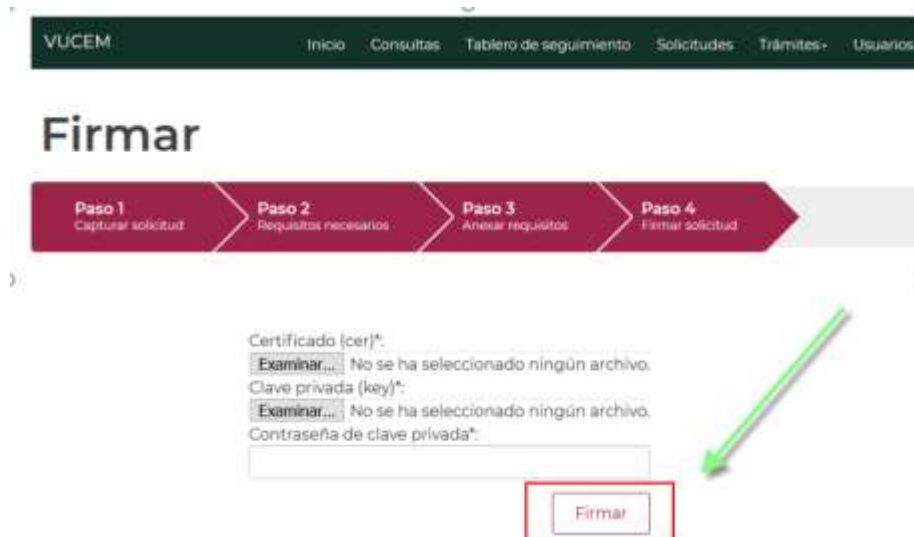 VUCEM Inicio Consultas Tablero de seguimiento Solicitudes Trámites Usuarios
Firmar
Paso 1 Paso 2 Paso 3 Paso 4
Capturar solicitud Requisitos necesarios Anexar requisitos Firmar solicitud
Certificado (cer)*:
Examinar... No se ha seleccionado ningún archivo.
Clave privada (key)*:
Examinar... No se ha seleccionado ningún archivo.
Contraseña de clave privada*:
Firmar